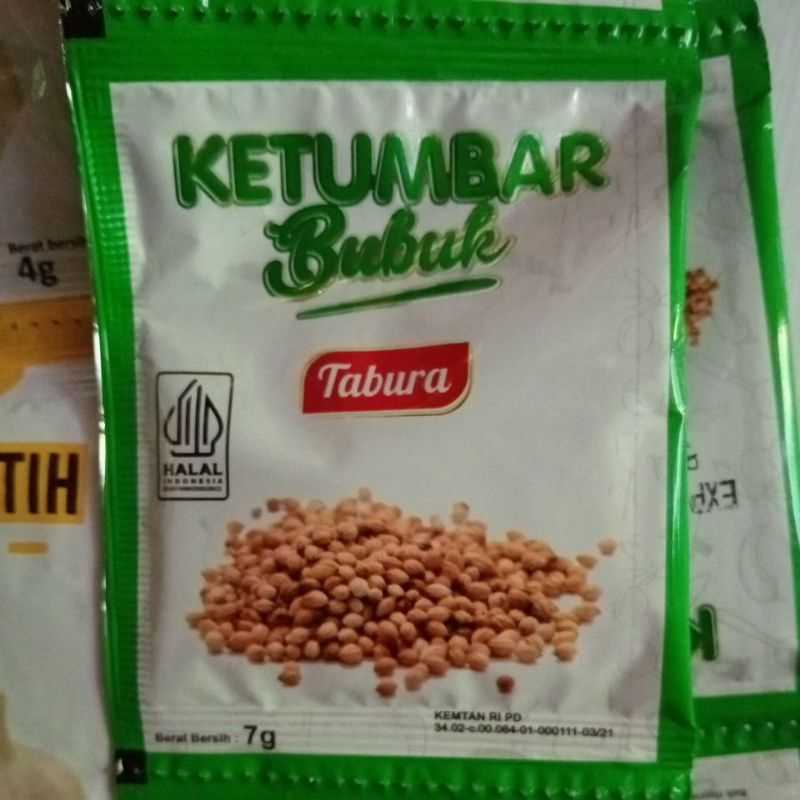 KETUMBAR
Bubuk
Tabura
HALAL
INDONESIA
Berat Bersih : 7g
KEMTAN RI PD
34.02-c.00.064-01-000111-03/21
Berat bersih
4g
TIH
EXP
K